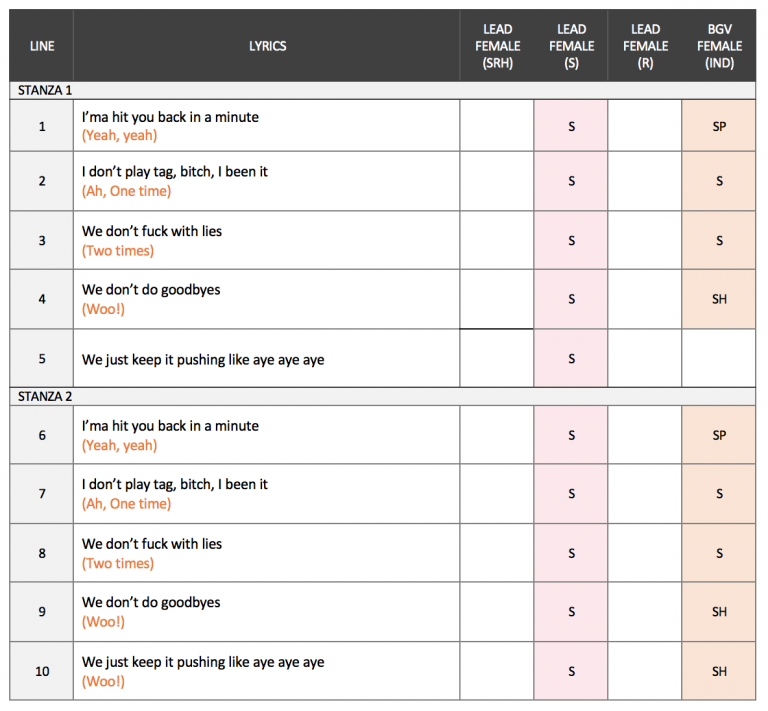 LINE LYRICS LEAD FEMALE (SRH) LEAD FEMALE (S) LEAD FEMALE (R) BGV FEMALE (IND)
STANZA 1
1 I'ma hit you back in a minute S SP
(Yeah, yeah)
2 I don't play tag, bitch, I been it S S
(Ah, One time)
3 We don't fuck with lies S S
(Two times)
4 We don't do goodbyes S SH
(Woo!)
5 We just keep it pushing like aye aye aye S
STANZA 2
6 I'ma hit you back in a minute S SP
(Yeah, yeah)
7 I don't play tag, bitch, I been it S S
(Ah, One time)
8 We don't fuck with lies S S
(Two times)
9 We don't do goodbyes S SH
(Woo!)
10 We just keep it pushing like aye aye aye S SH
(Woo!)